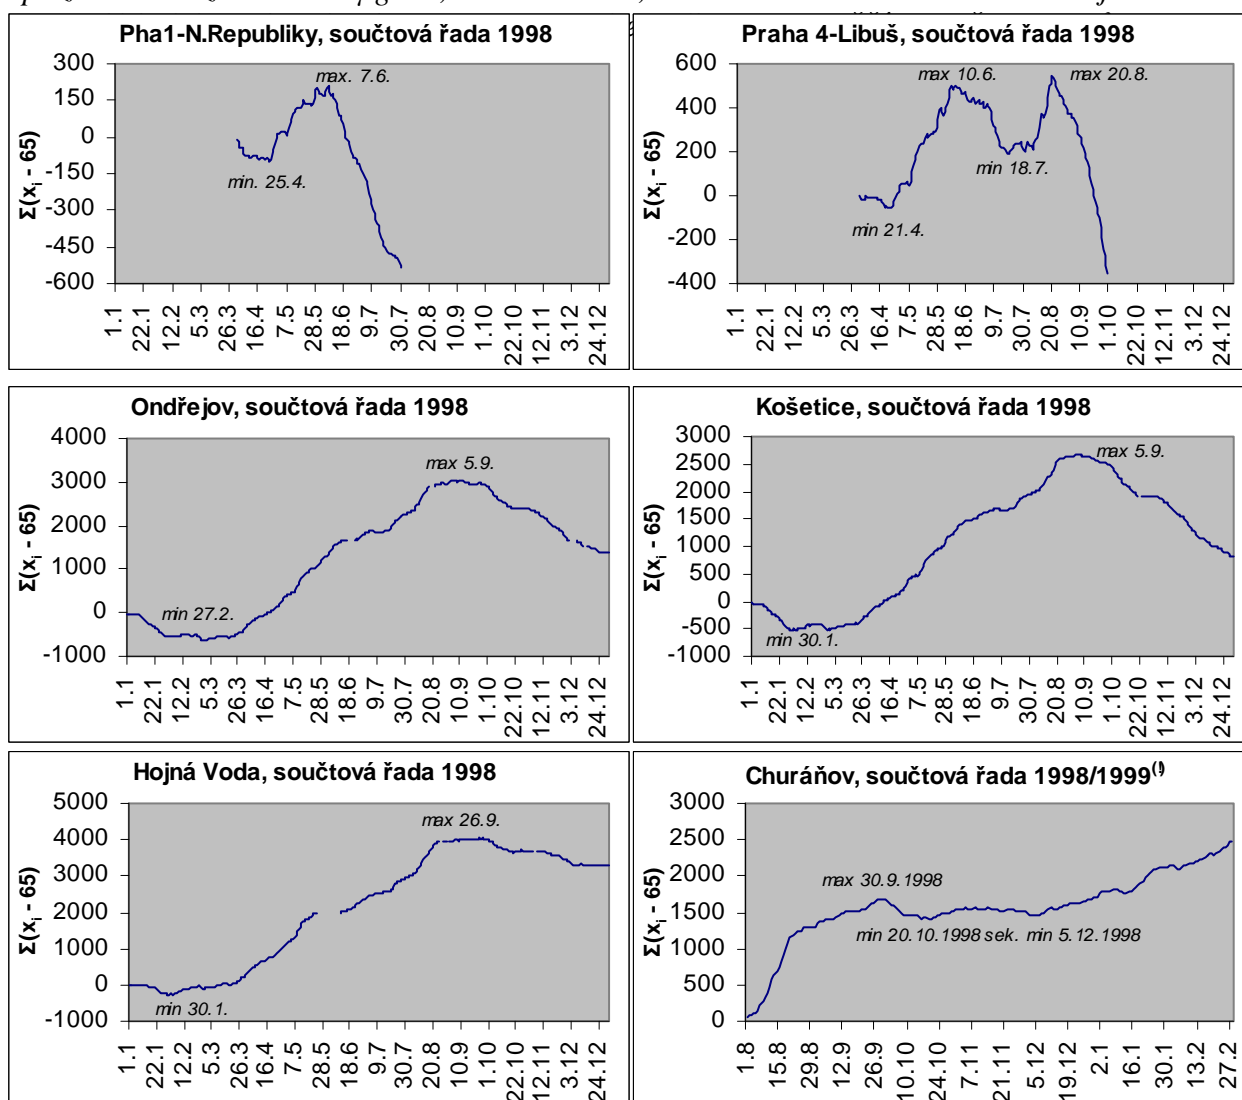 Pha1-N.Republiky, součtová řada 1998
Σ(xi - 65)
300
150
0
-150
-300
-450
-600
max. 7.6.
min. 25.4.
1.1 22.1 12.2 5.3 26.3 16.4 7.5 28.5 18.6 9.7 30.7 20.8 10.9 1.10 22.10 12.11 3.12 24.12
Praha 4-Libuš, součtová řada 1998
Σ(xi - 65)
600
400
200
0
-200
-400
max 10.6.
max 20.8.
min 18.7.
min 21.4.
1.1 22.1 12.2 5.3 26.3 16.4 7.5 28.5 18.6 9.7 30.7 20.8 10.9 1.10 22.10 12.11 3.12 24.12
Ondřejov, součtová řada 1998
Σ(xi - 65)
4000
3000
2000
1000
0
-1000
max 5.9.
min 27.2.
1.1 22.1 12.2 5.3 26.3 16.4 7.5 28.5 18.6 9.7 30.7 20.8 10.9 1.10 22.10 12.11 3.12 24.12
Košetice, součtová řada 1998
Σ(xi - 65)
3000
2500
2000
1500
1000
500
0
-500
-1000
max 5.9.
min 30.1.
1.1 22.1 12.2 5.3 26.3 16.4 7.5 28.5 18.6 9.7 30.7 20.8 10.9 1.10 22.10 12.11 3.12 24.12
Hojná Voda, součtová řada 1998
Σ(xi - 65)
5000
4000
3000
2000
1000
0
-1000
max 26.9.
min 30.1.
1.1 22.1 12.2 5.3 26.3 16.4 7.5 28.5 18.6 9.7 30.7 20.8 10.9 1.10 22.10 12.11 3.12 24.12
Churáňov, součtová řada 1998/1999(!)
Σ(xi - 65)
3000
2500
2000
1500
1000
500
0
max 30.9.1998
min 20.10.1998 sek. min 5.12.1998
1.8 15.8 29.8 12.9 26.9 10.10 24.10 7.11 21.11 5.12 19.12 2.1 16.1 30.1 13.2 27.2